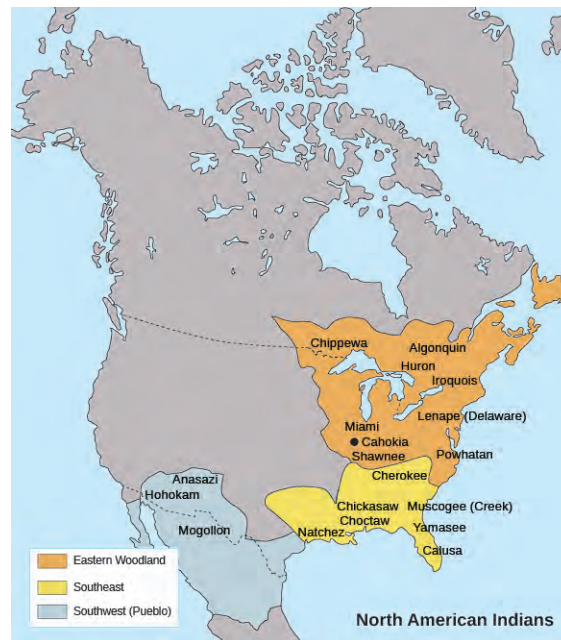 Chippewa
Algonquin
Huron
Iroquois
Lenape (Delaware)
Miami
Cahokia
Shawnee
Powhatan
Cherokee
Anasazi
Hohokam
Chickasaw
Muscogee (Creek)
Choctaw
Mogollon
Natchez
Yamasee
Calusa
Eastern Woodland
Southeast
Southwest (Pueblo)
North American Indians